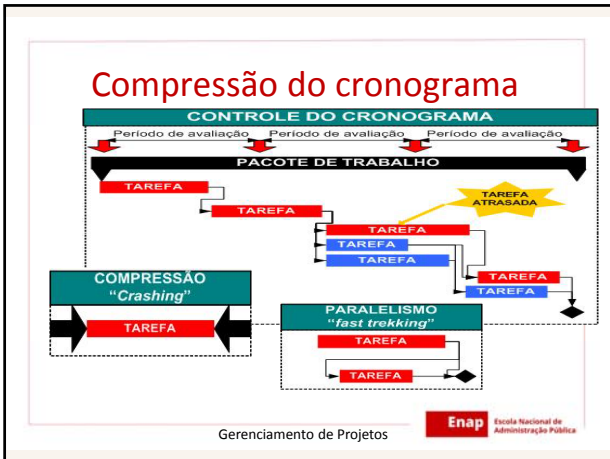 Compressão do cronograma
CONTROLE DO CRONOGRAMA
Período de avaliação Período de avaliação Período de avaliação
PACOTE DE TRABALHO
TAREFA
TAREFA
TAREFA
ATRASADA
TAREFA
TAREFA
TAREFA
TAREFA
TAREFA
COMPRESSÃO
"Crashing"
TAREFA
PARALELISMO
"fast trekking"
TAREFA
TAREFA
Gerenciamento de Projetos
Enap
Escola Nacional de
Administração Pública